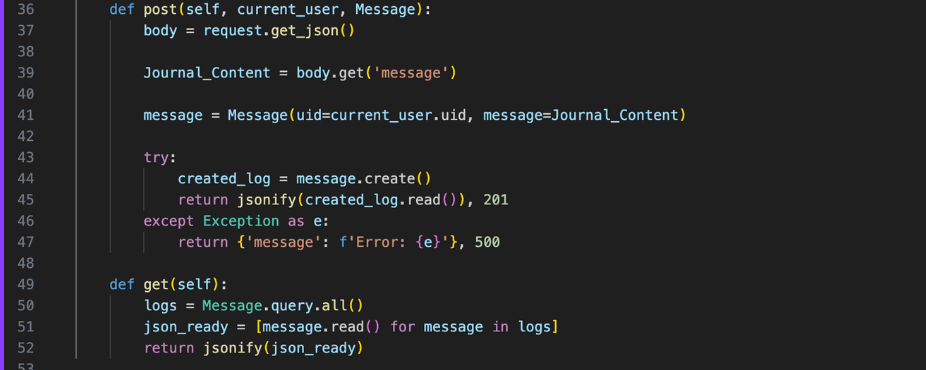 36 def post(self, current_user, Message):
37 body = request.get_json()
38
39 Journal_Content = body.get('message')
40
41 message = Message(uid=current_user.uid, message=Journal_Content)
42
43 try:
44 created_log = message.create()
45 return jsonify(created_log.read()), 201
46 except Exception as e:
47 return {'message': f'Error: {e}'}, 500
48
49 def get(self):
50 logs = Message.query.all()
51 json_ready = [message.read() for message in logs]
52 return jsonify(json_ready)
53